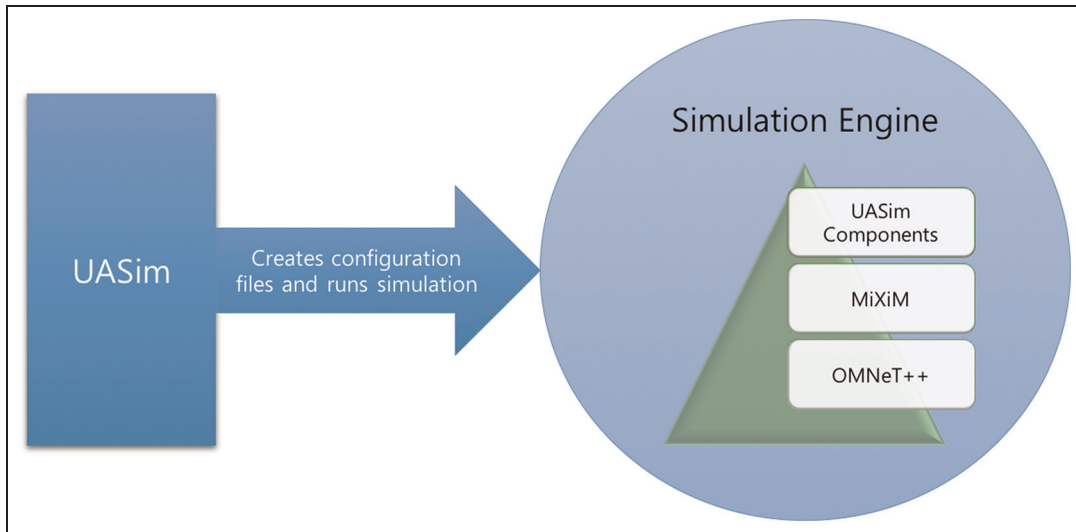 UASim
Creates configuration
files and runs simulation
Simulation Engine
UASim
Components
MiXiM
OMNeT++